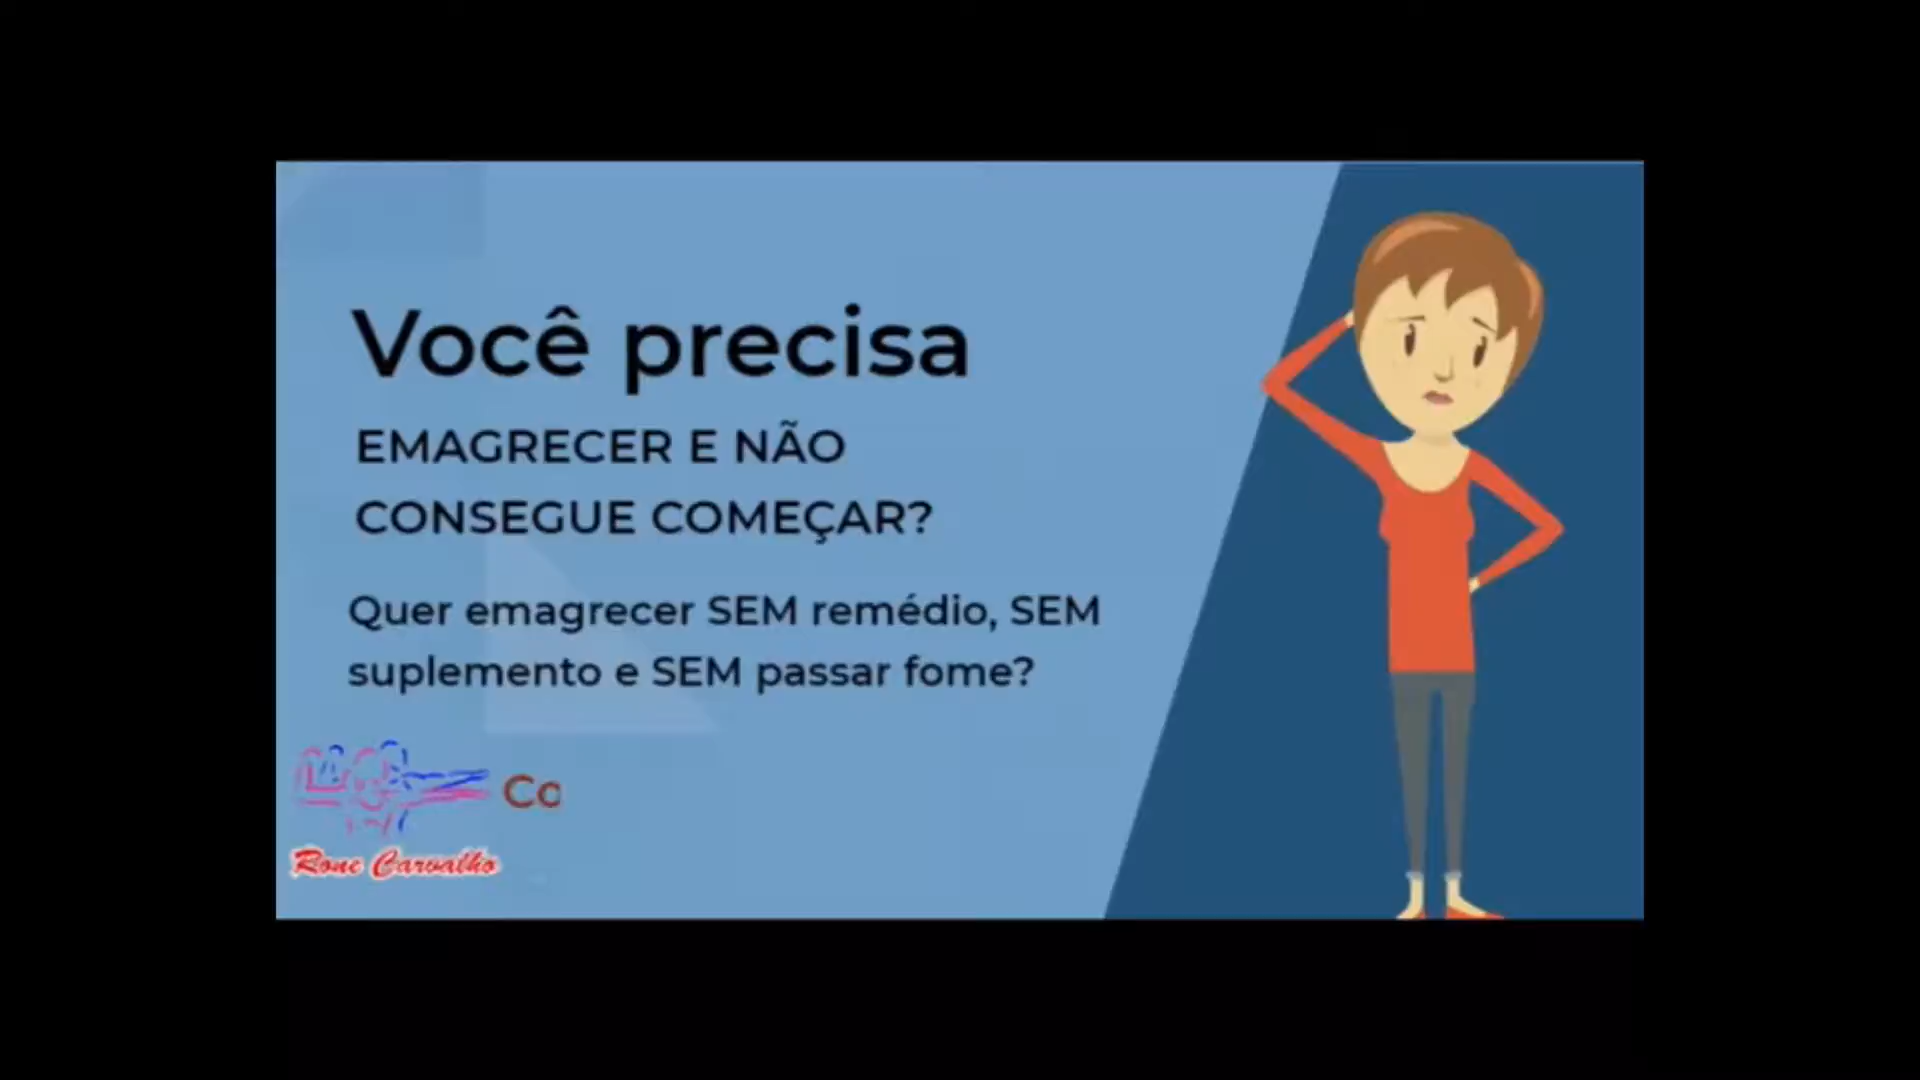 Você precisa
EMAGRECER E NÃO
CONSEGUE COMEÇAR?
Quer emagrecer SEM remédio, SEM
suplemento e SEM passar fome?
Co
Rone Carvalho